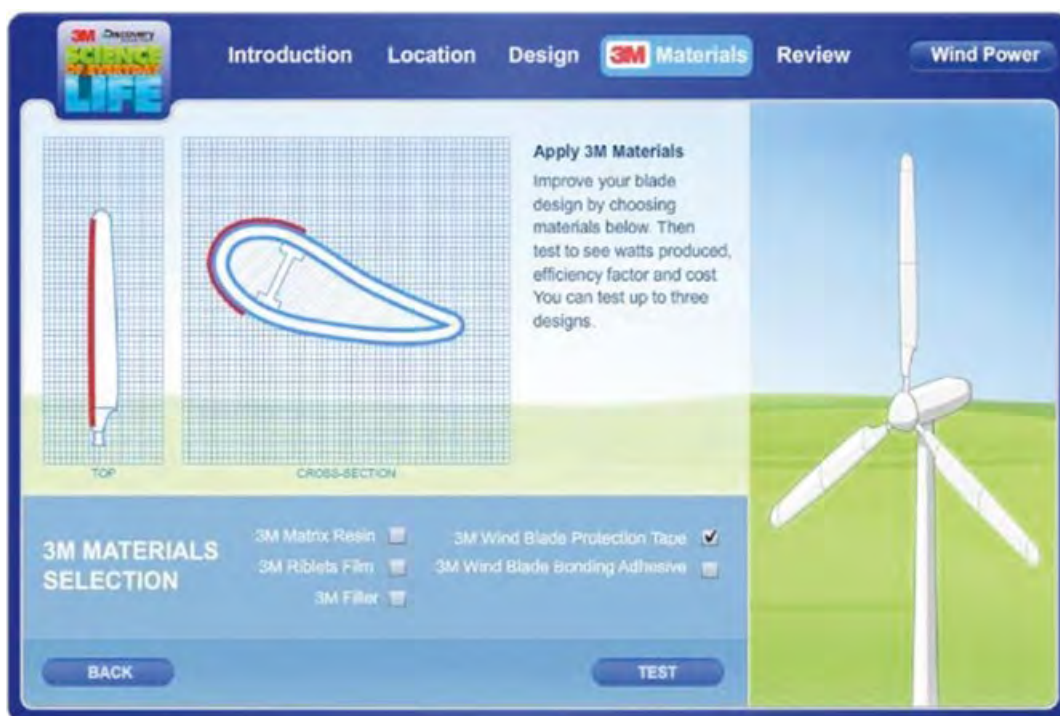 3M Discovery
SCIENCE
OF EVERYDAY
LIFE
Introduction
Location
Design
3M Materials
Review
Wind Power
Apply 3M Materials
Improve your blade
design by choosing
materials below. Then
test to see watts produced,
efficiency factor and cost
You can test up to three
designs.
TOP
CROSS-SECTION
3M MATERIALS
SELECTION
3M Matrix Resin
3M Riblets Film
3M Filler
3M Wind Blade Protection Tape
3M Wind Blade Bonding Adhesive
BACK
TEST